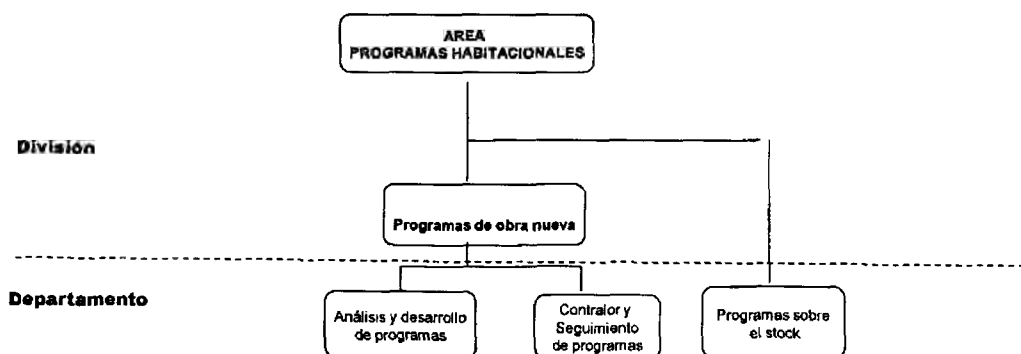 AREA
PROGRAMAS HABITACIONALES
División
Programas de obra nueva
Departamento
Análisis y desarrollo
de programas
Contralor y
Seguimiento
de programas
Programas sobre
el stock